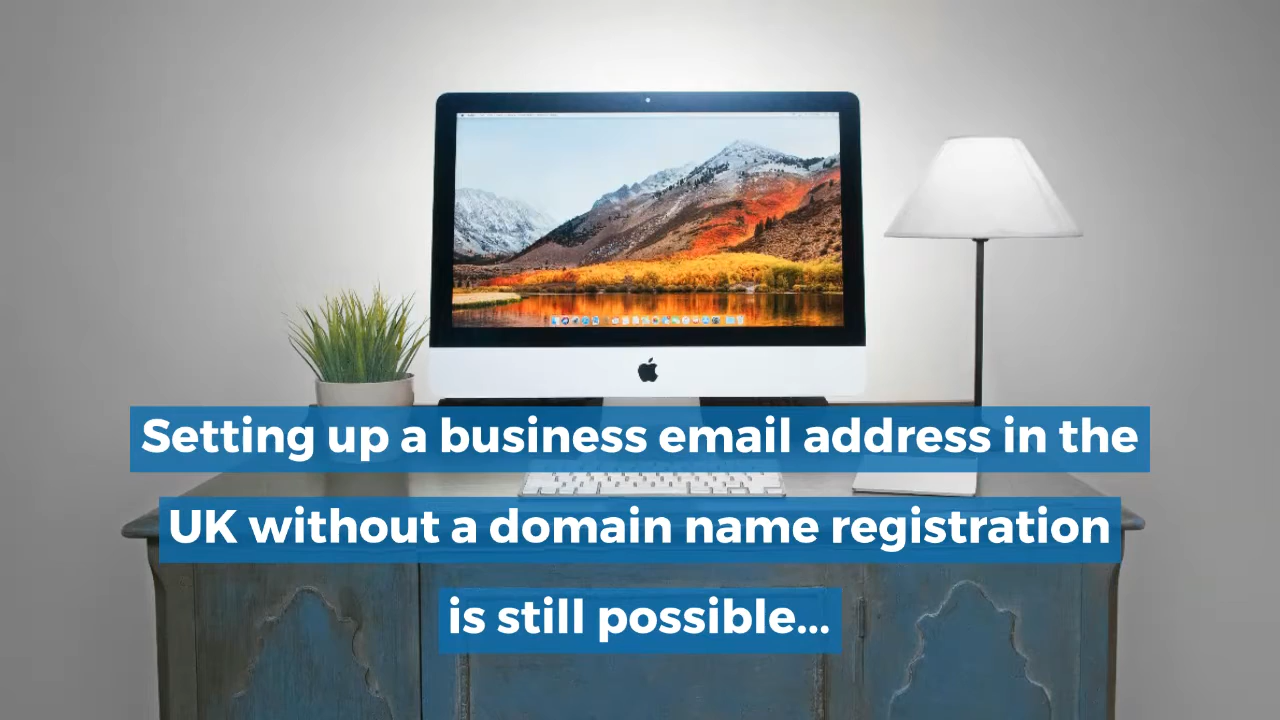 Setting up a business email address in the
UK without a domain name registration
is still possible...